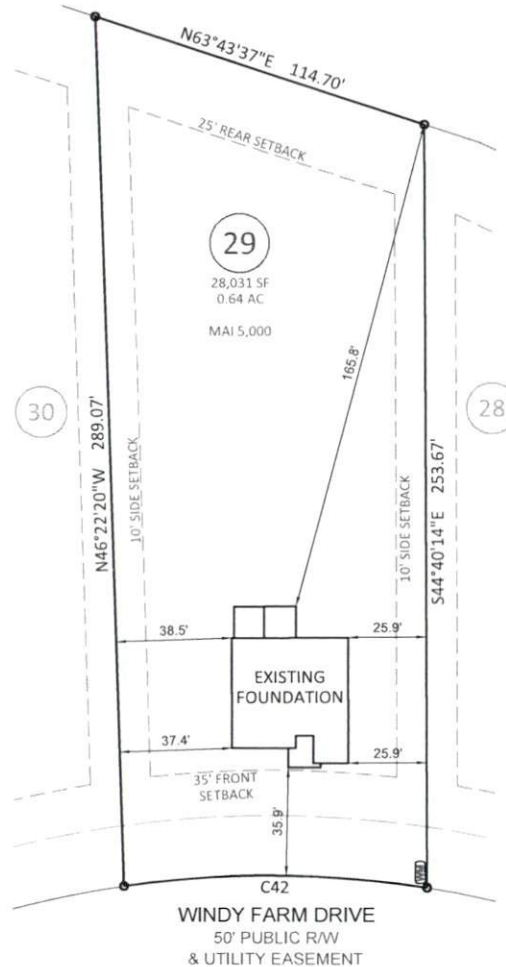 N63°43'37"E 114.70'
25' REAR SETBACK
29
28,031 SF
0.64 AC
MAI 5,000
165.8'
30
28
N46°22'20"W 289.07'
10' SIDE SETBACK
10' SIDE SETBACK
S44°40'14"E 253.67'
38.5'
25.9'
EXISTING
FOUNDATION
37.4'
25.9'
35' FRONT
SETBACK
35.9'
WM
C42
WINDY FARM DRIVE
50' PUBLIC R/W
& UTILITY EASEMENT